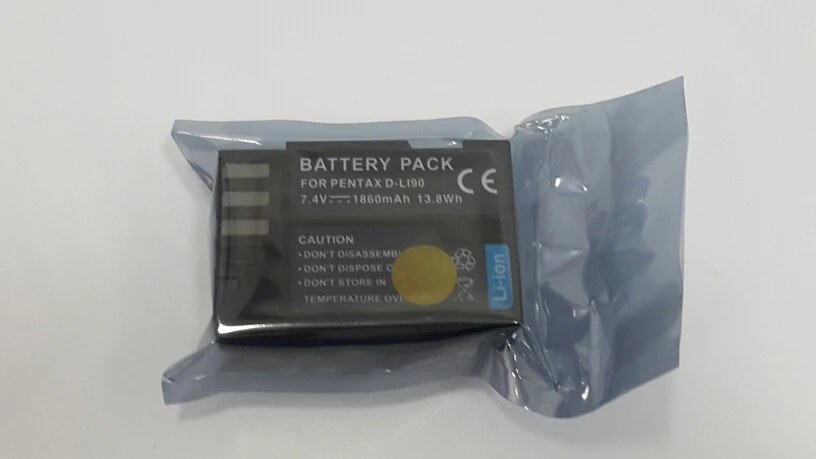 BATTERY PACK
FOR PENTAX D-LI90
7.4V 1860mAh 13.8Wh
CE
CAUTION
• DON'T DISASSEMBL
• DON'T DISPOSE
• DON'T STORE IN
TEMPERATURE OV
Li-ion